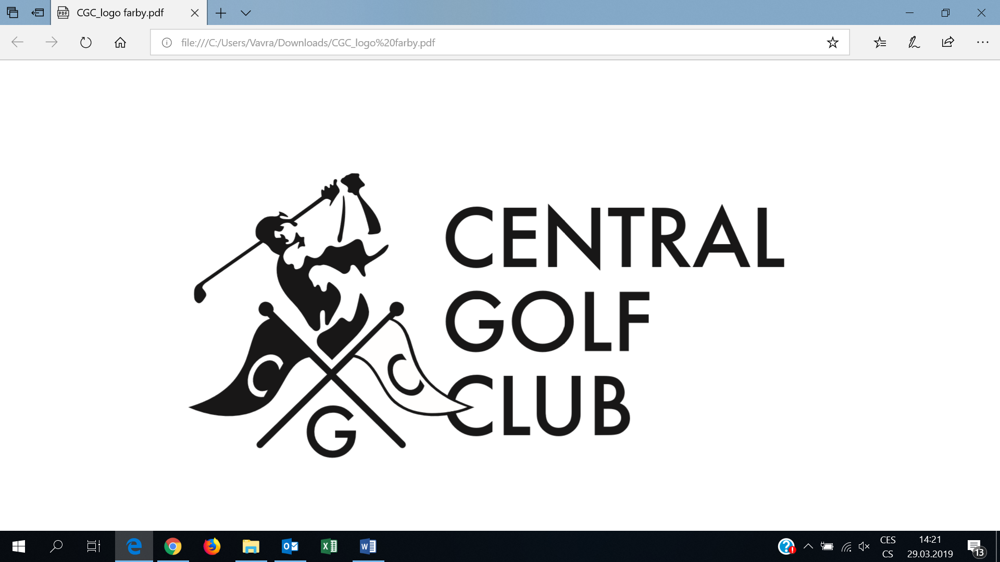 CGC_logo farby.pdf
file:///C:/Users/Vavra/Downloads/CGC_logo%20farby.pdf
CENTRAL
GOLF
CLUB
C
C
G
CES
CS
14:21
29.03.2019
13